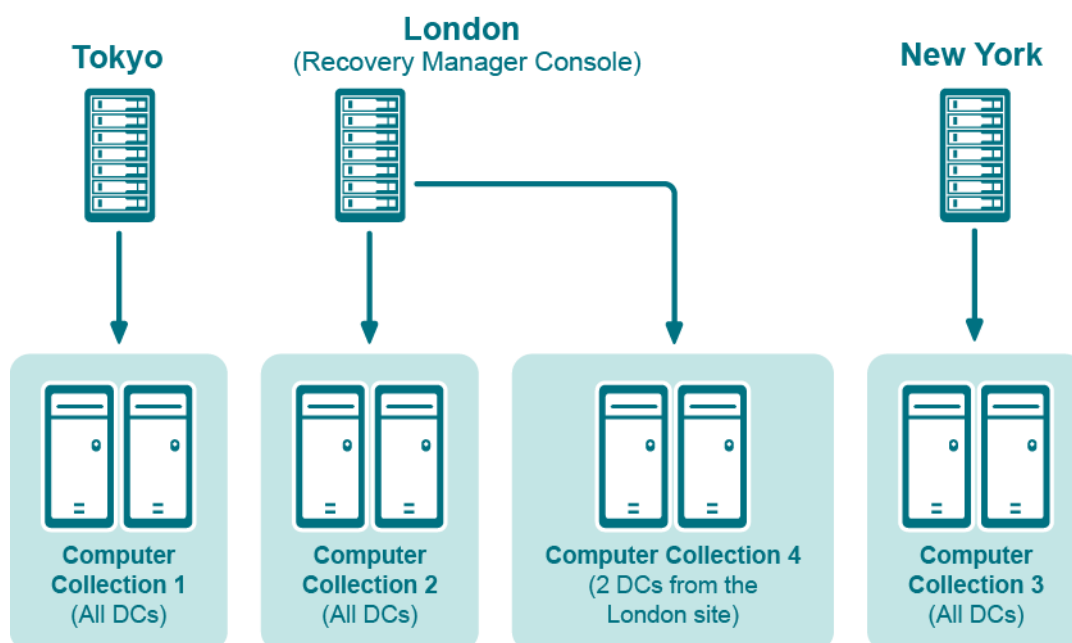 Tokyo
London
(Recovery Manager Console)
New York
Computer
Collection 1
(All DCs)
Computer
Collection 2
(All DCs)
Computer Collection 4
(2 DCs from the
London site)
Computer
Collection 3
(All DCs)